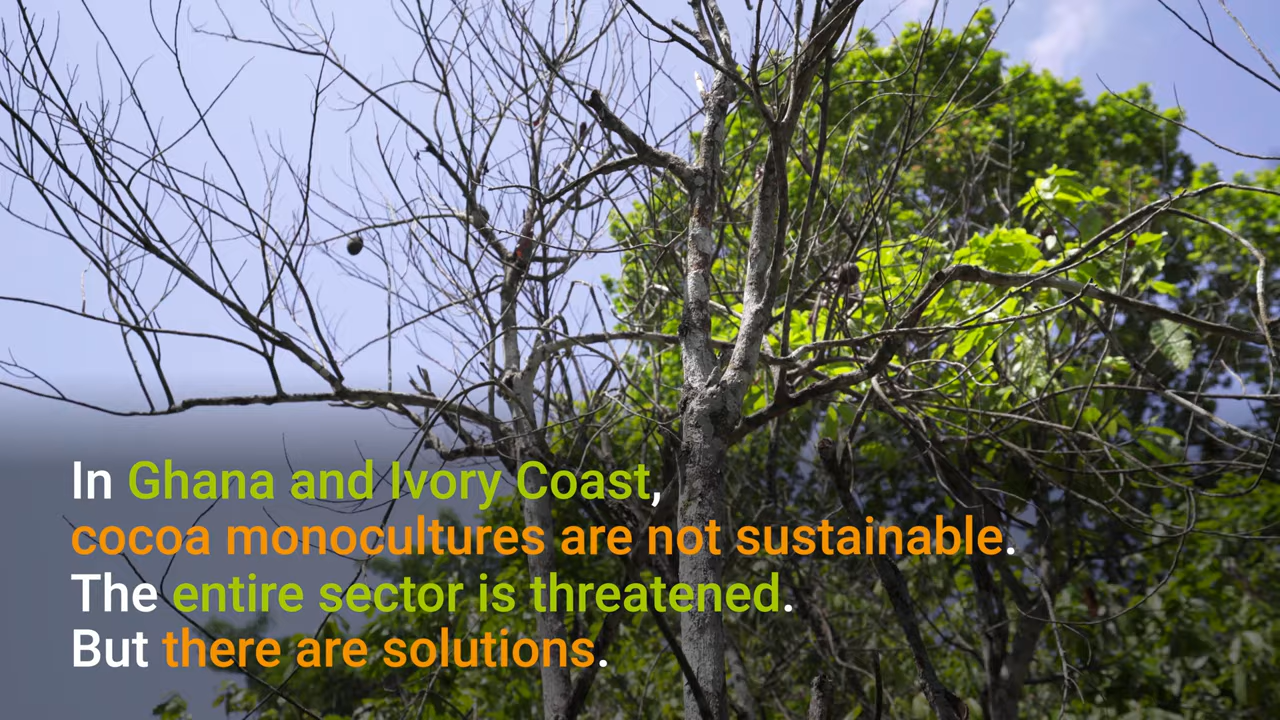 In Ghana and Ivory Coast,
cocoa monocultures are not sustainable.
The entire sector is threatened.
But there are solutions.